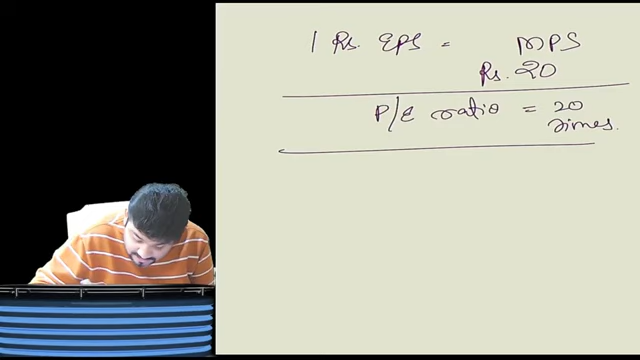 1 Rs. EPS = MPS
Rs. 20
P/E ratio = 20
times.